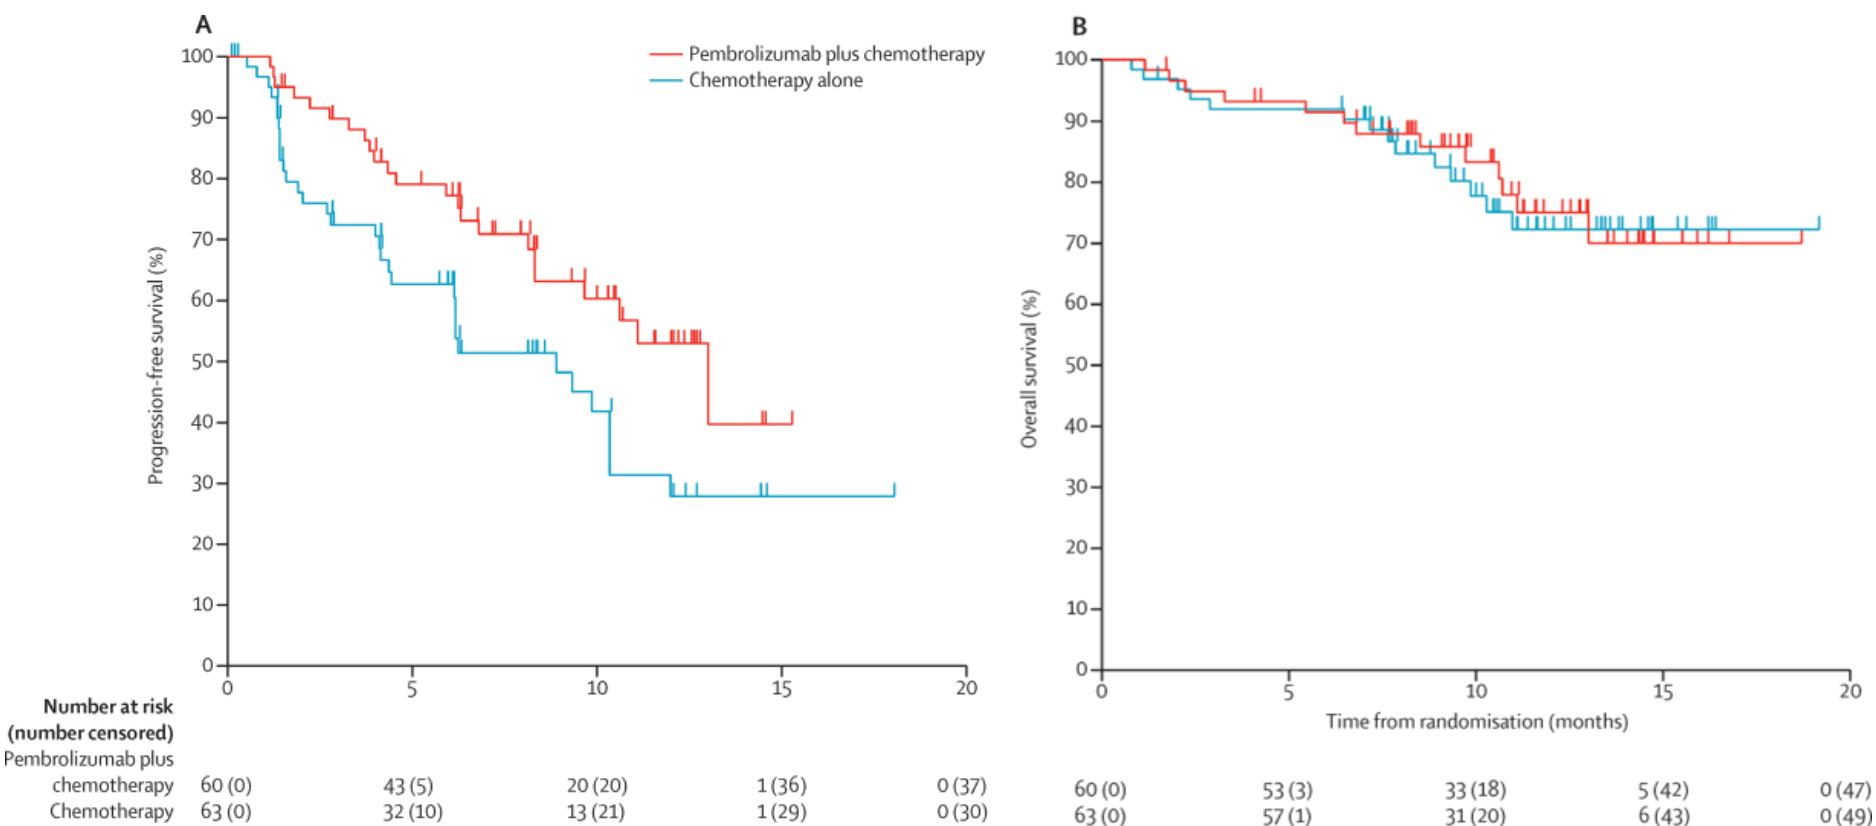 A
Pembrolizumab plus chemotherapy
Chemotherapy alone
Progression-free survival (%)
100
90
80
70
60
50
40
30
20
10
0
0 5 10 15 20
B
Overall survival (%)
100
90
80
70
60
50
40
30
20
10
0
0 5 10 15 20
Time from randomisation (months)
Number at risk
(number censored)
Pembrolizumab plus
chemotherapy 60 (0) 43 (5) 20 (20) 1 (36) 0 (37) 60 (0) 53 (3) 33 (18) 5 (42) 0 (47)
Chemotherapy 63 (0) 32 (10) 13 (21) 1 (29) 0 (30) 63 (0) 57 (1) 31 (20) 6 (43) 0 (49)